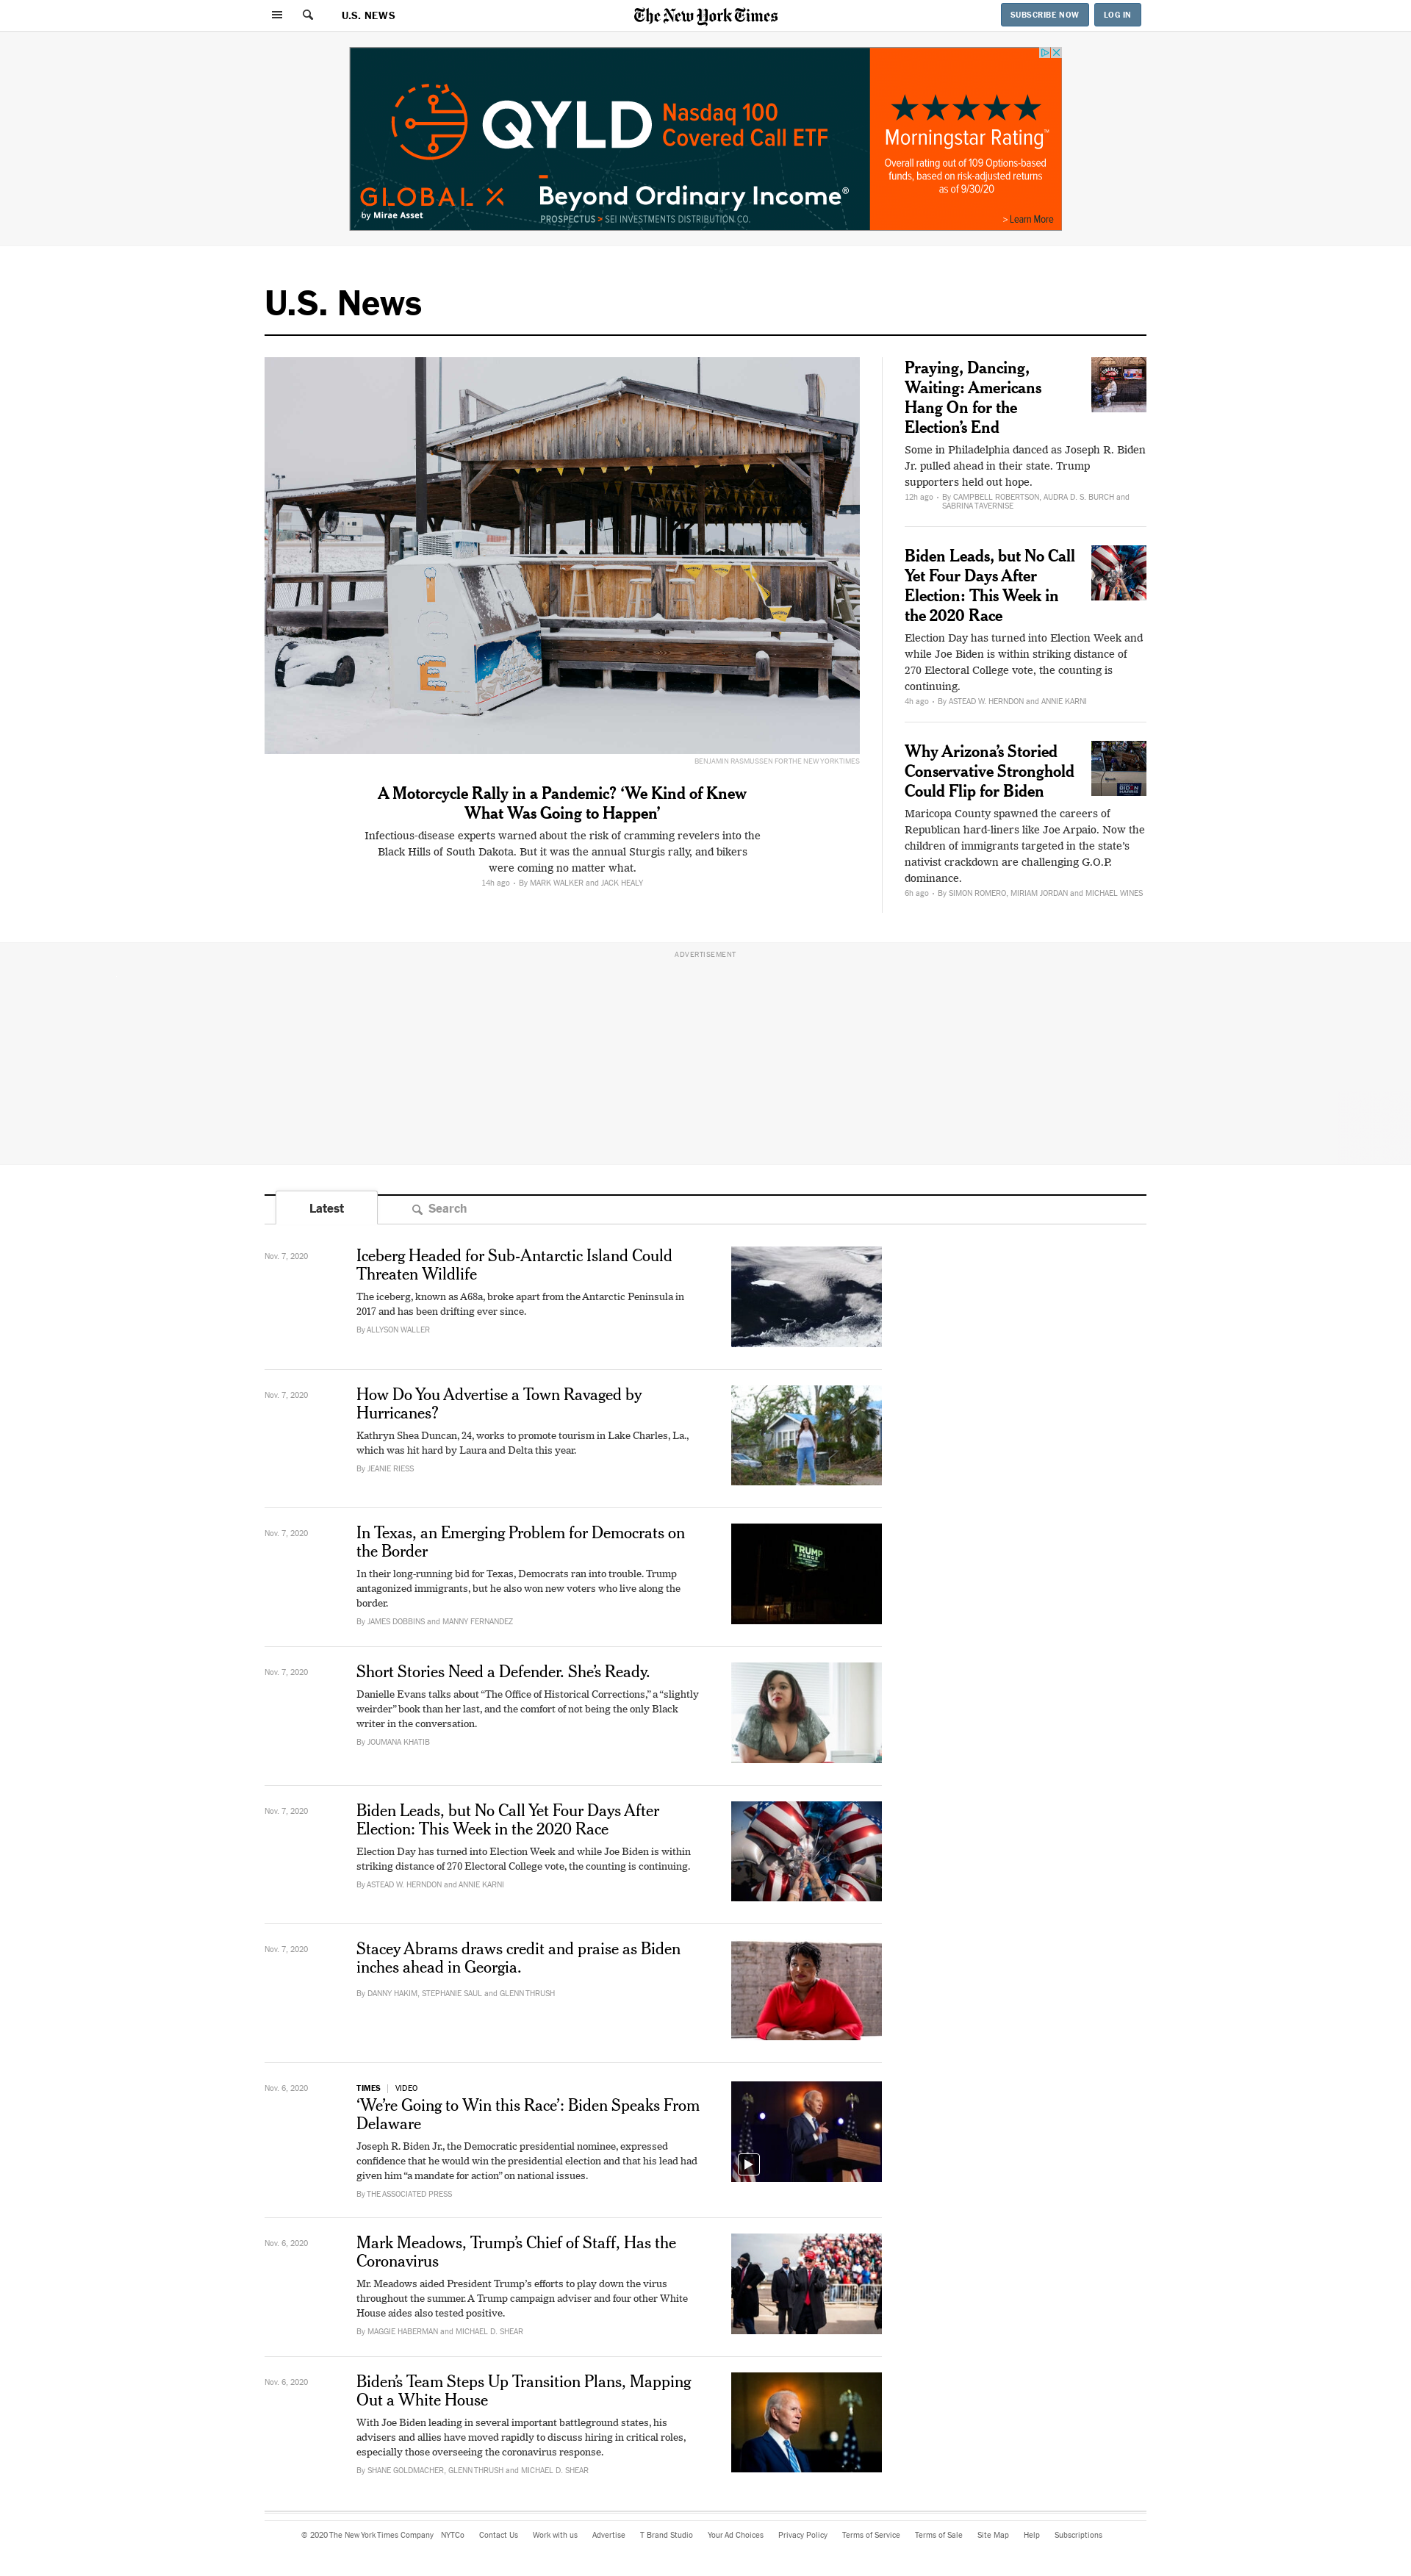 U.S. NEWS
The New York Times
SUBSCRIBE NOW
LOG IN
QYLD
Nasdaq 100
Covered Call ETF
GLOBAL X
by Mirae Asset
Beyond Ordinary Income®
PROSPECTUS > SEI INVESTMENTS DISTRIBUTION CO.
Morningstar Rating™
Overall rating out of 109 Options-based
funds, based on risk-adjusted returns
as of 9/30/20
> Learn More
U.S. News
BENJAMIN RASMUSSEN FOR THE NEW YORK TIMES
A Motorcycle Rally in a Pandemic? ‘We Kind of Knew
What Was Going to Happen’
Infectious-disease experts warned about the risk of cramming revelers into the
Black Hills of South Dakota. But it was the annual Sturgis rally, and bikers
were coming no matter what.
14h ago • By MARK WALKER and JACK HEALY
Praying, Dancing,
Waiting: Americans
Hang On for the
Election’s End
Some in Philadelphia danced as Joseph R. Biden
Jr. pulled ahead in their state. Trump
supporters held out hope.
12h ago • By CAMPBELL ROBERTSON, AUDRA D. S. BURCH and
SABRINA TAVERNISE
Biden Leads, but No Call
Yet Four Days After
Election: This Week in
the 2020 Race
Election Day has turned into Election Week and
while Joe Biden is within striking distance of
270 Electoral College vote, the counting is
continuing.
4h ago • By ASTEAD W. HERNDON and ANNIE KARNI
Why Arizona’s Storied
Conservative Stronghold
Could Flip for Biden
Maricopa County spawned the careers of
Republican hard-liners like Joe Arpaio. Now the
children of immigrants targeted in the state’s
nativist crackdown are challenging G.O.P.
dominance.
6h ago • By SIMON ROMERO, MIRIAM JORDAN and MICHAEL WINES
ADVERTISEMENT
Latest
Search
Nov. 7, 2020
Iceberg Headed for Sub-Antarctic Island Could
Threaten Wildlife
The iceberg, known as A68a, broke apart from the Antarctic Peninsula in
2017 and has been drifting ever since.
By ALLYSON WALLER
Nov. 7, 2020
How Do You Advertise a Town Ravaged by
Hurricanes?
Kathryn Shea Duncan, 24, works to promote tourism in Lake Charles, La.,
which was hit hard by Laura and Delta this year.
By JEANIE RIESS
Nov. 7, 2020
In Texas, an Emerging Problem for Democrats on
the Border
In their long-running bid for Texas, Democrats ran into trouble. Trump
antagonized immigrants, but he also won new voters who live along the
border.
By JAMES DOBBINS and MANNY FERNANDEZ
TRUMP
PENCE
Nov. 7, 2020
Short Stories Need a Defender. She’s Ready.
Danielle Evans talks about “The Office of Historical Corrections,” a “slightly
weirder” book than her last, and the comfort of not being the only Black
writer in the conversation.
By JOUMANA KHATIB
Nov. 7, 2020
Biden Leads, but No Call Yet Four Days After
Election: This Week in the 2020 Race
Election Day has turned into Election Week and while Joe Biden is within
striking distance of 270 Electoral College vote, the counting is continuing.
By ASTEAD W. HERNDON and ANNIE KARNI
Nov. 7, 2020
Stacey Abrams draws credit and praise as Biden
inches ahead in Georgia.
By DANNY HAKIM, STEPHANIE SAUL and GLENN THRUSH
Nov. 6, 2020
TIMES | VIDEO
‘We’re Going to Win this Race’: Biden Speaks From
Delaware
Joseph R. Biden Jr., the Democratic presidential nominee, expressed
confidence that he would win the presidential election and that his lead had
given him “a mandate for action” on national issues.
By THE ASSOCIATED PRESS
Nov. 6, 2020
Mark Meadows, Trump’s Chief of Staff, Has the
Coronavirus
Mr. Meadows aided President Trump’s efforts to play down the virus
throughout the summer. A Trump campaign adviser and four other White
House aides also tested positive.
By MAGGIE HABERMAN and MICHAEL D. SHEAR
Nov. 6, 2020
Biden’s Team Steps Up Transition Plans, Mapping
Out a White House
With Joe Biden leading in several important battleground states, his
advisers and allies have moved rapidly to discuss hiring in critical roles,
especially those overseeing the coronavirus response.
By SHANE GOLDMACHER, GLENN THRUSH and MICHAEL D. SHEAR
© 2020 The New York Times Company NYTCo Contact Us Work with us Advertise T Brand Studio Your Ad Choices Privacy Policy Terms of Service Terms of Sale Site Map Help Subscriptions